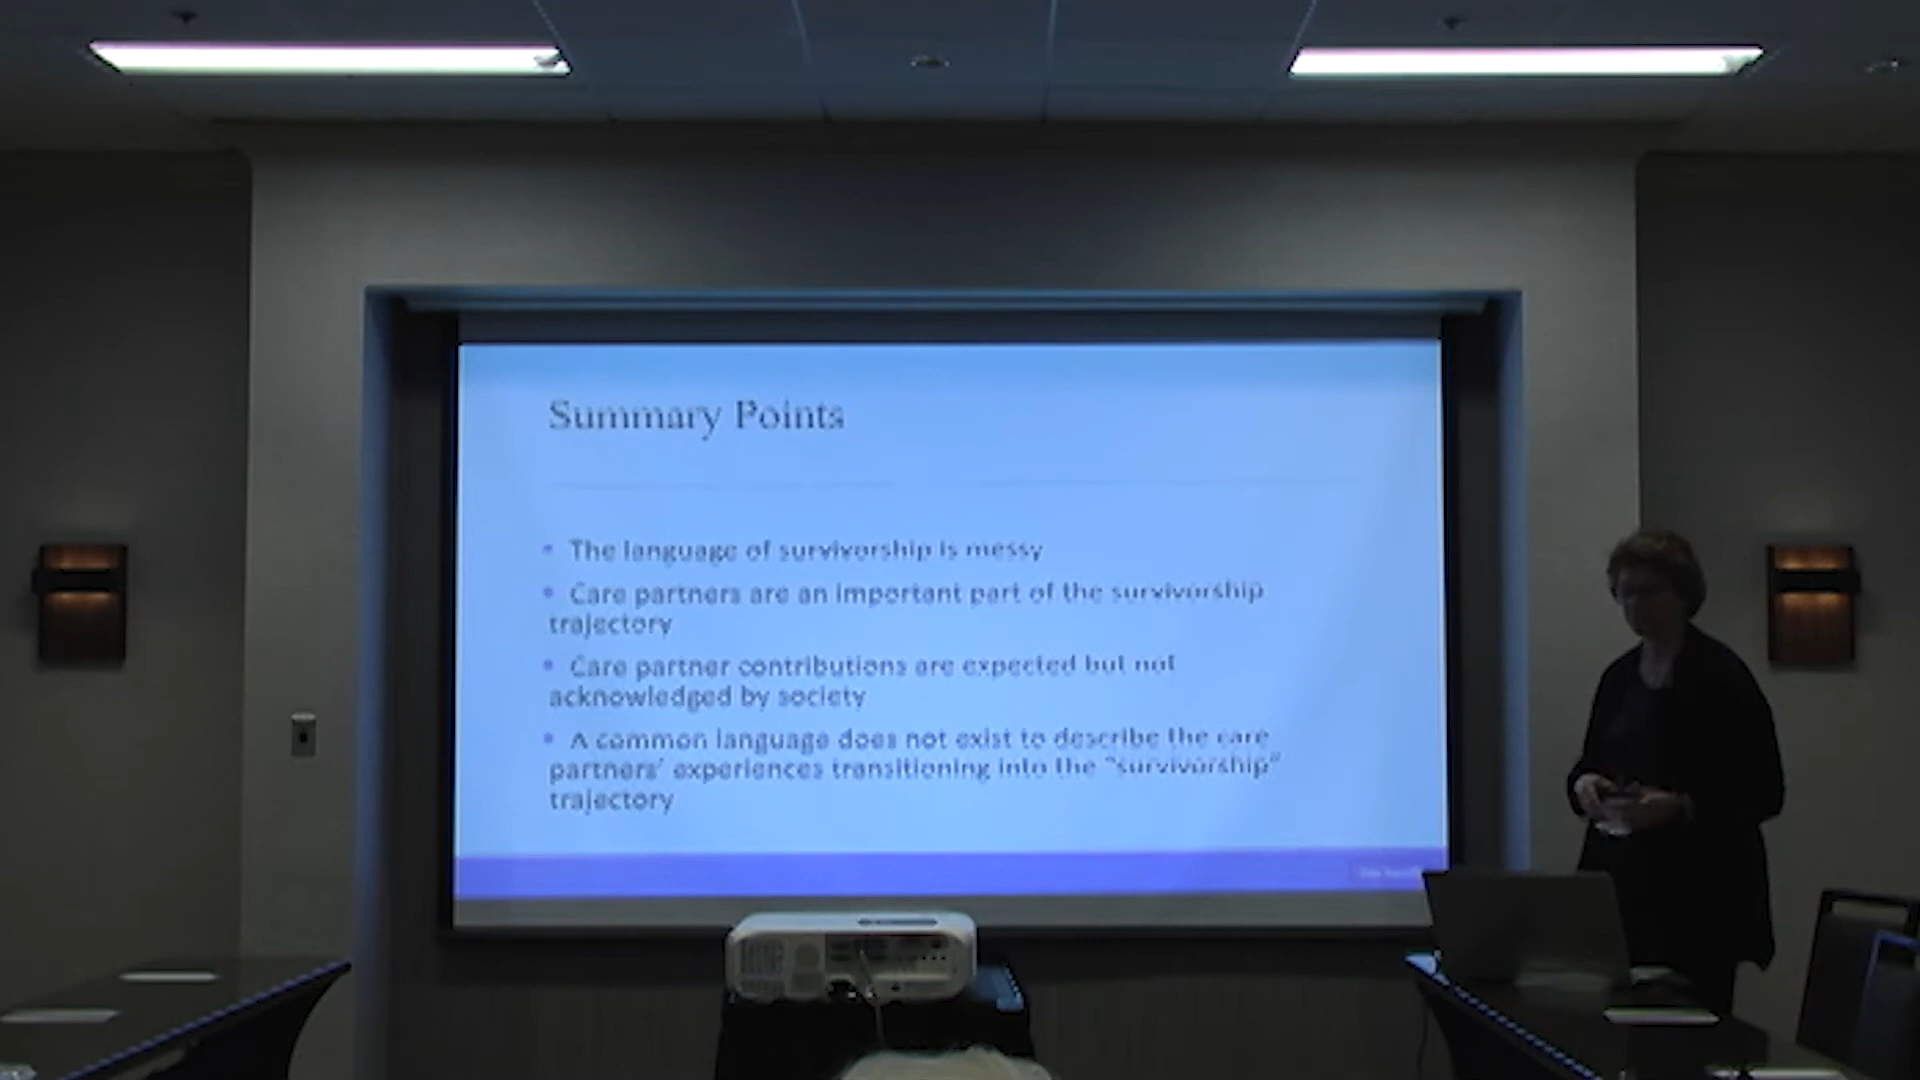 Summary Points
• The language of survivorship is messy
• Care partners are an important part of the survivorship
trajectory
• Care partner contributions are expected but not
acknowledged by society
• A common language does not exist to describe the care
partners' experiences transitioning into the "survivorship"
trajectory